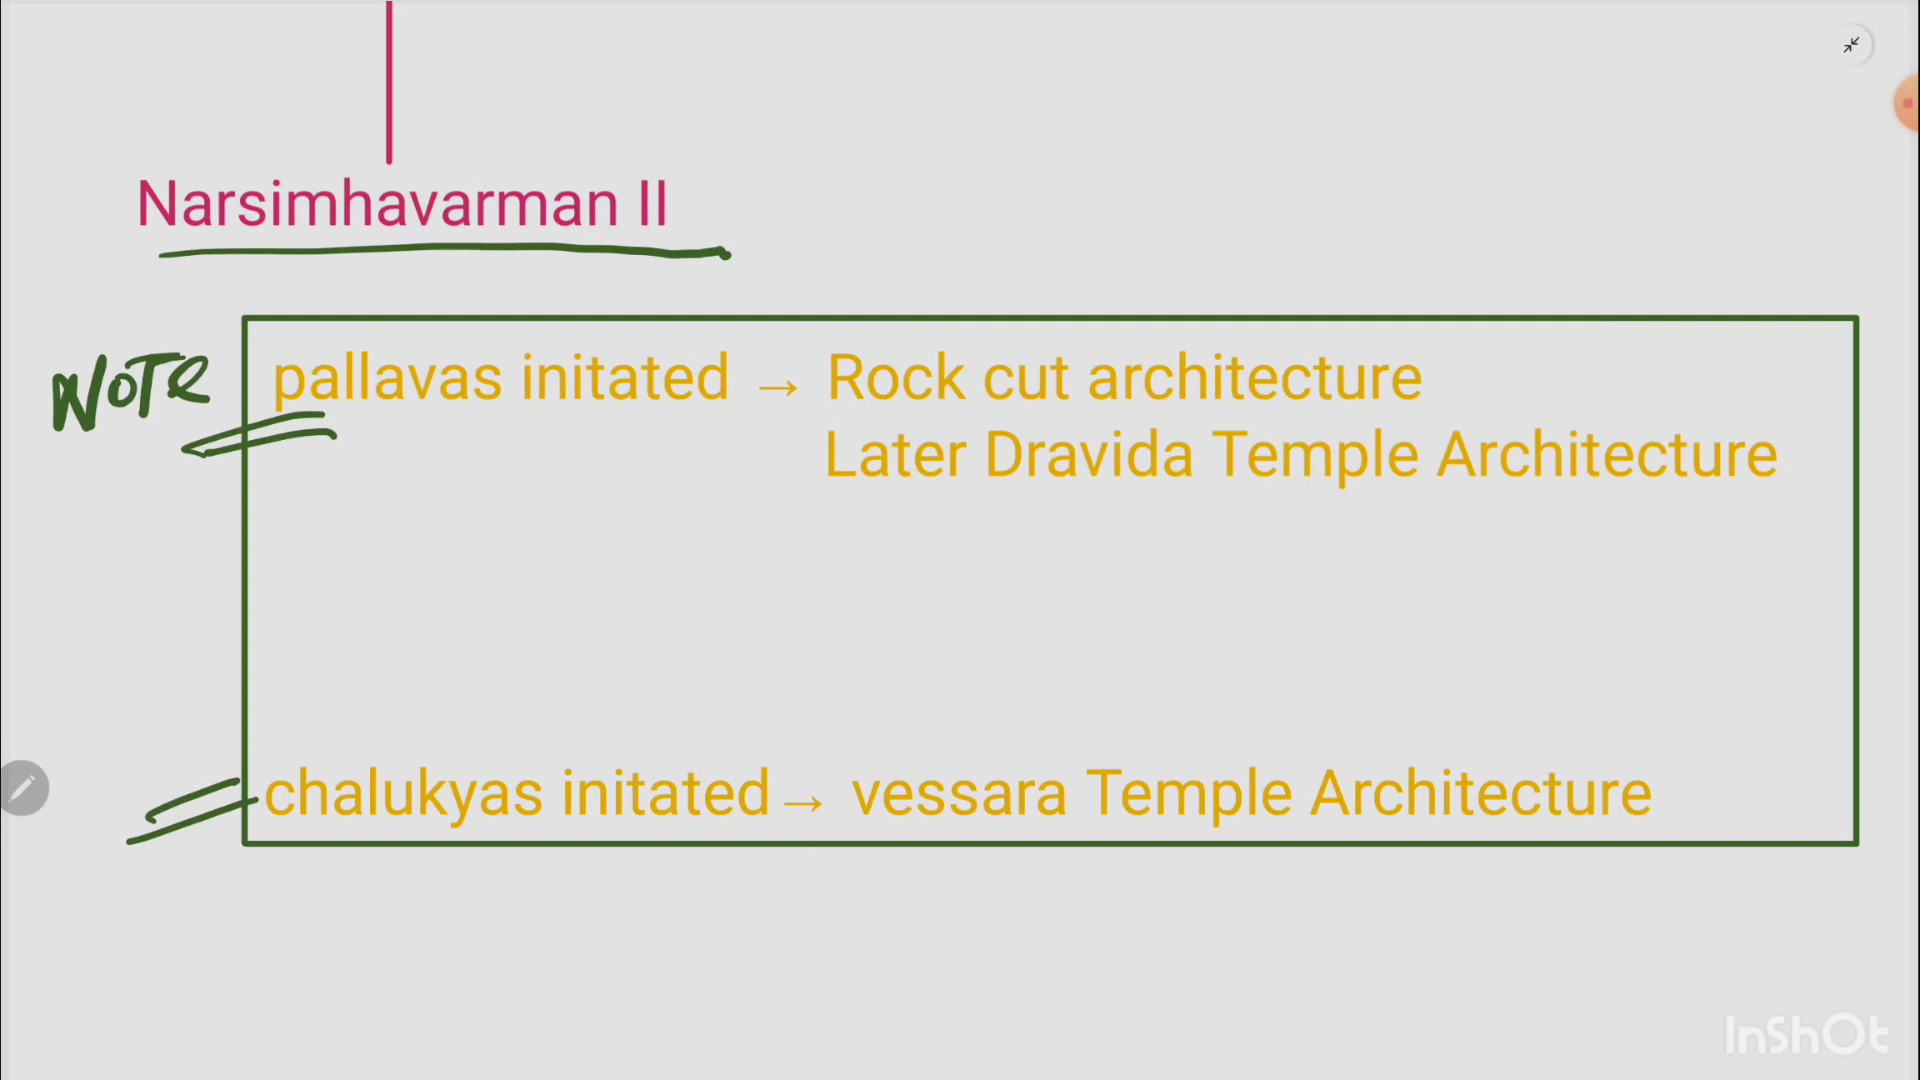 Narsimhavarman II
NOTE
pallavas initated → Rock cut architecture
Later Dravida Temple Architecture
chalukyas initated → vessara Temple Architecture
InShOt